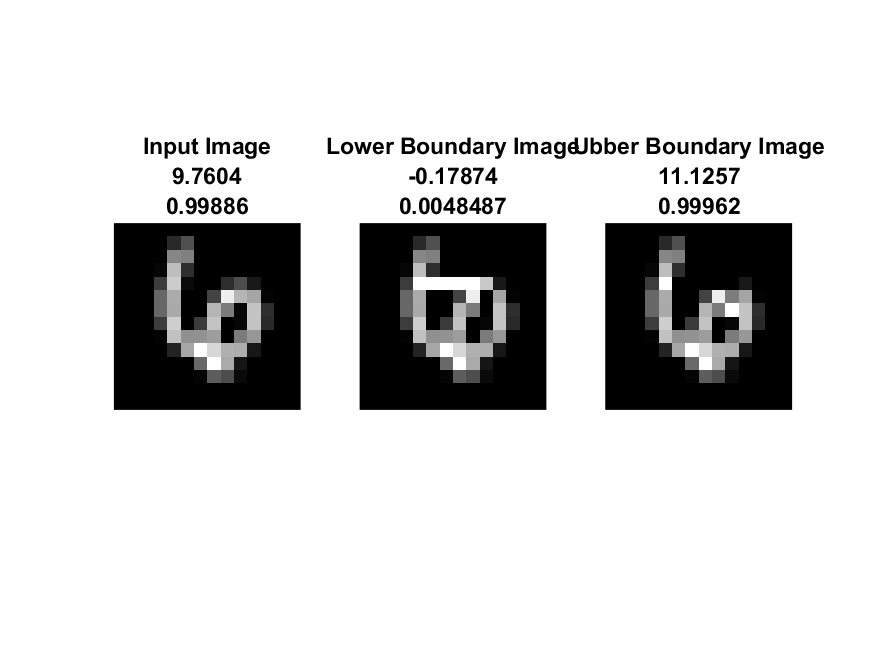 Input Image
9.7604
0.99886
Lower Boundary Image
-0.17874
0.0048487
Ubber Boundary Image
11.1257
0.99962